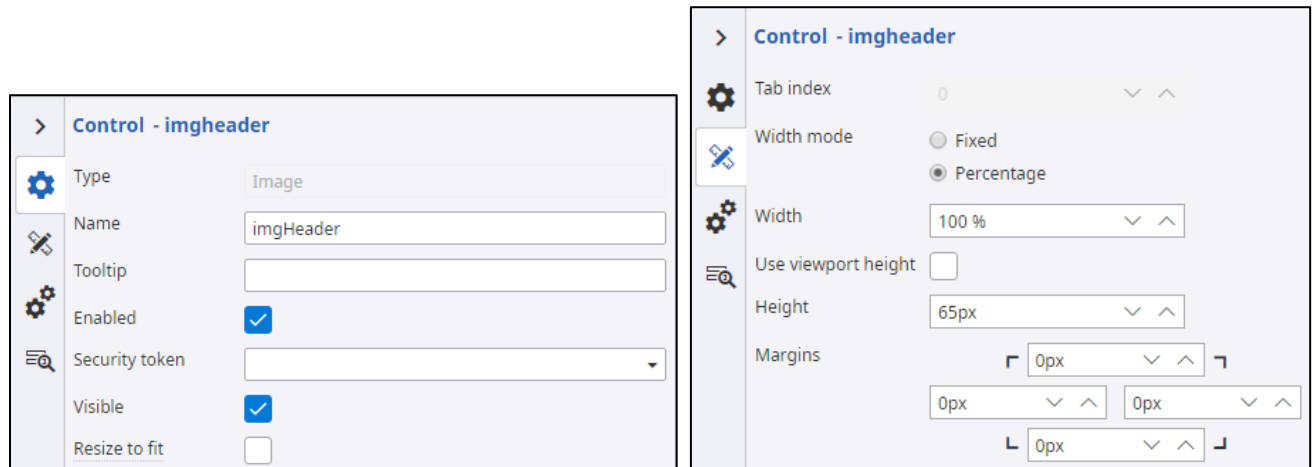 Control - imgheader
Type
Image
Name
imgHeader
Tooltip
Enabled
Security token
Visible
Resize to fit
Control - imgheader
Tab index
0
Width mode
Fixed
Percentage
Width
100 %
Use viewport height
Height
65px
Margins
0px
0px
0px
0px